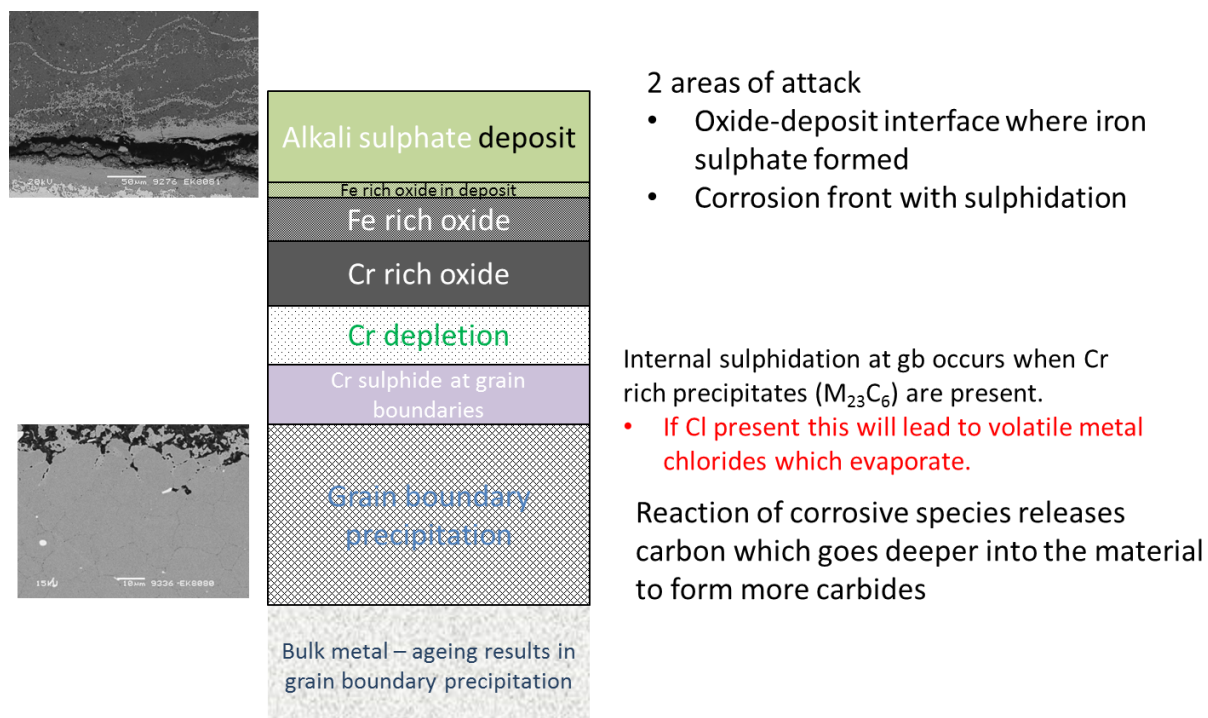 2 areas of attack
• Oxide-deposit interface where iron
sulphate formed
• Corrosion front with sulphidation
Alkali sulphate deposit
Fe rich oxide in deposit
Fe rich oxide
Cr rich oxide
Cr depletion
Cr sulphide at grain
boundaries
Grain boundary
precipitation
Bulk metal – ageing results in
grain boundary precipitation
Internal sulphidation at gb occurs when Cr
rich precipitates (M₂₃C₆) are present.
• If Cl present this will lead to volatile metal
chlorides which evaporate.
Reaction of corrosive species releases
carbon which goes deeper into the material
to form more carbides
20kV 50µm 9276 EK8081
15kV 10µm 9336 EK8080